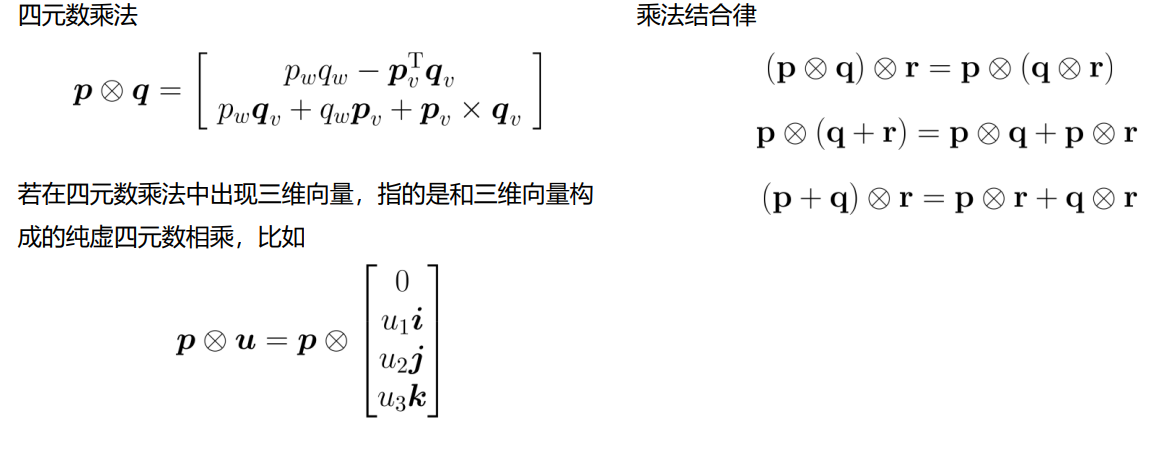 四元数乘法
$\boldsymbol{p} \otimes \boldsymbol{q} = \begin{bmatrix} p_w q_w - \boldsymbol{p}_v^{\mathrm{T}} \boldsymbol{q}_v \\ p_w \boldsymbol{q}_v + q_w \boldsymbol{p}_v + \boldsymbol{p}_v \times \boldsymbol{q}_v \end{bmatrix}$
若在四元数乘法中出现三维向量，指的是和三维向量构
成的纯虚四元数相乘，比如
$\boldsymbol{p} \otimes \boldsymbol{u} = \boldsymbol{p} \otimes \begin{bmatrix} 0 \\ u_1 \boldsymbol{i} \\ u_2 \boldsymbol{j} \\ u_3 \boldsymbol{k} \end{bmatrix}$
乘法结合律
$(\mathbf{p} \otimes \mathbf{q}) \otimes \mathbf{r} = \mathbf{p} \otimes (\mathbf{q} \otimes \mathbf{r})$
$\mathbf{p} \otimes (\mathbf{q} + \mathbf{r}) = \mathbf{p} \otimes \mathbf{q} + \mathbf{p} \otimes \mathbf{r}$
$(\mathbf{p} + \mathbf{q}) \otimes \mathbf{r} = \mathbf{p} \otimes \mathbf{r} + \mathbf{q} \otimes \mathbf{r}$